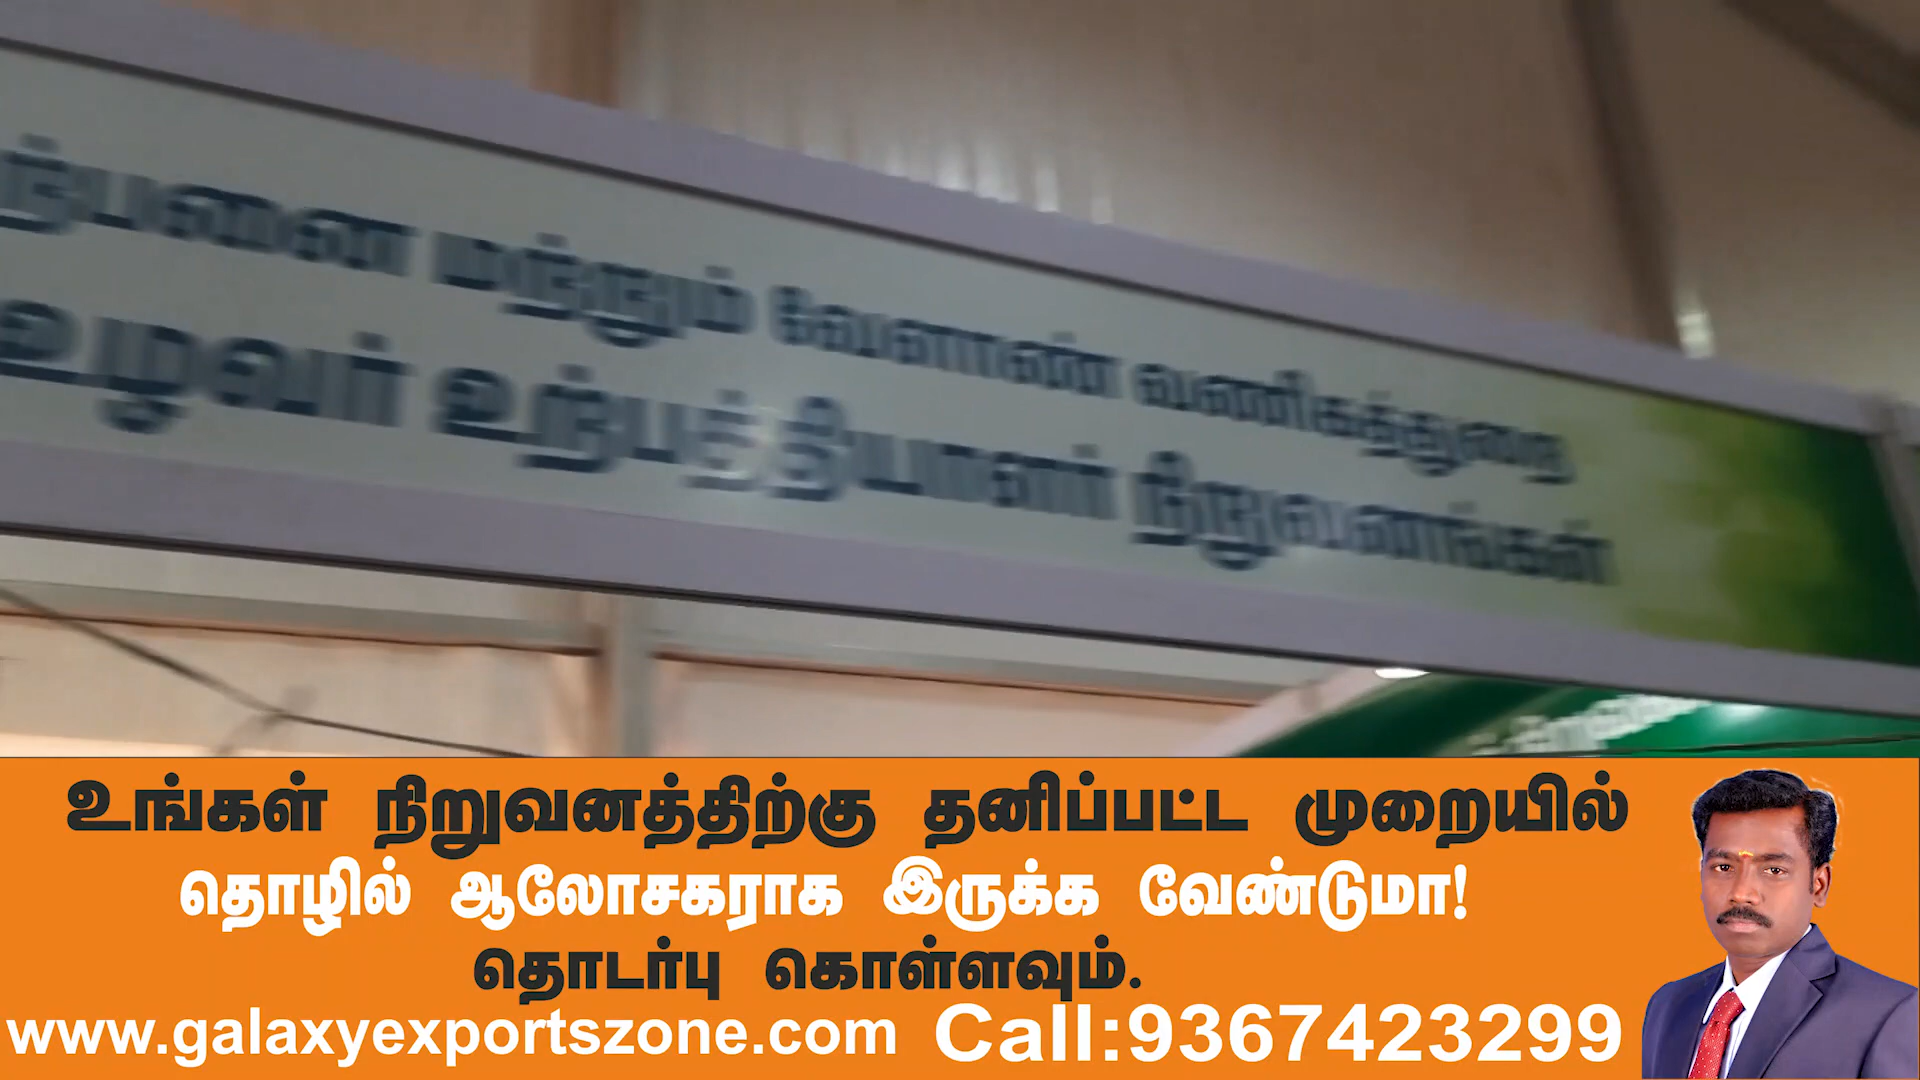 மற்றும் வேளாண் வணிகத்துறை
உழவர் உற்பத்தியாளர் நிறுவனங்கள்
உங்கள் நிறுவனத்திற்கு தனிப்பட்ட முறையில்
தொழில் ஆலோசகராக இருக்க வேண்டுமா!
தொடர்பு கொள்ளவும்.
www.galaxyexportszone.com Call:9367423299